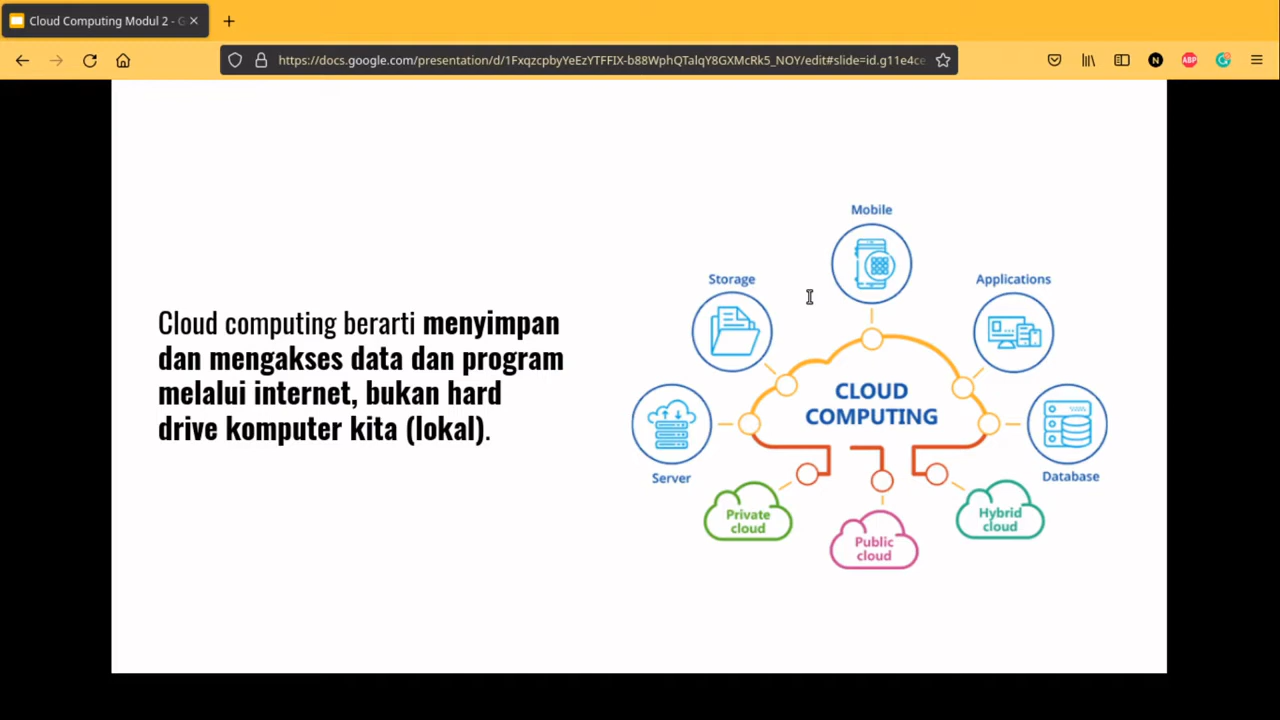 Cloud Computing Modul 2 - G
https://docs.google.com/presentation/d/1FxqzcpbyYeEzYTFFIX-b88WphQTalqY8GXMcRk5_NOY/edit#slide=id.g11e4ce
N
ABP
Cloud computing berarti menyimpan
dan mengakses data dan program
melalui internet, bukan hard
drive komputer kita (lokal).
Mobile
Storage
Applications
CLOUD
COMPUTING
Server
Database
Private
cloud
Public
cloud
Hybrid
cloud